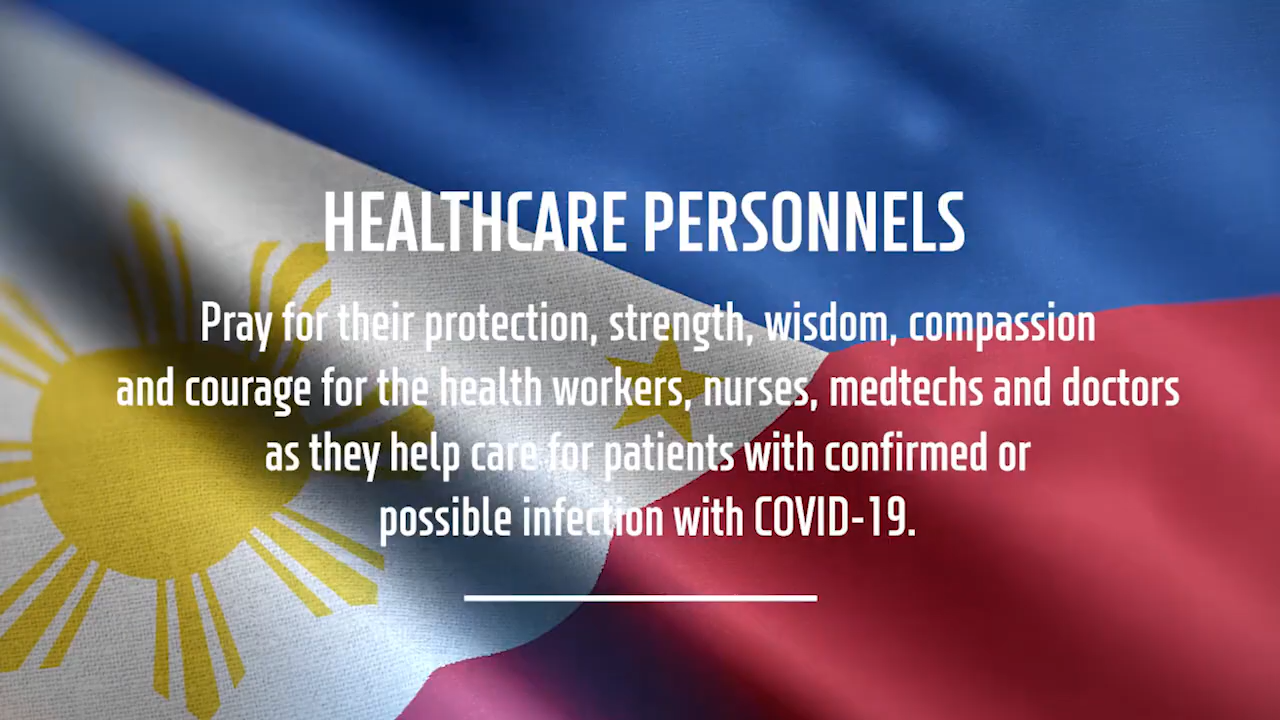 HEALTHCARE PERSONNELS
Pray for their protection, strength, wisdom, compassion
and courage for the health workers, nurses, medtechs and doctors
as they help care for patients with confirmed or
possible infection with COVID-19.